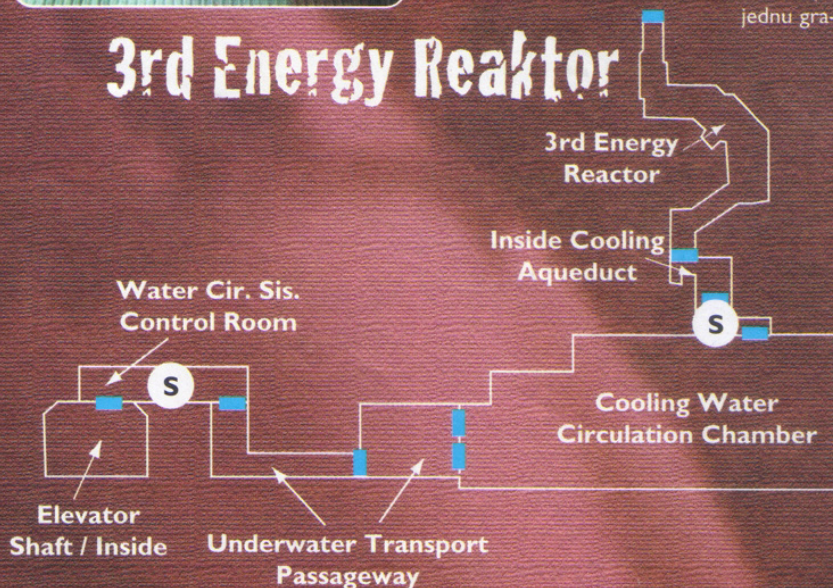 jednu gra-
3rd Energy Reaktor
3rd Energy
Reactor
Inside Cooling
Aqueduct
Water Cir. Sis.
Control Room
S
S
Cooling Water
Circulation Chamber
Elevator
Shaft / Inside
Underwater Transport
Passageway